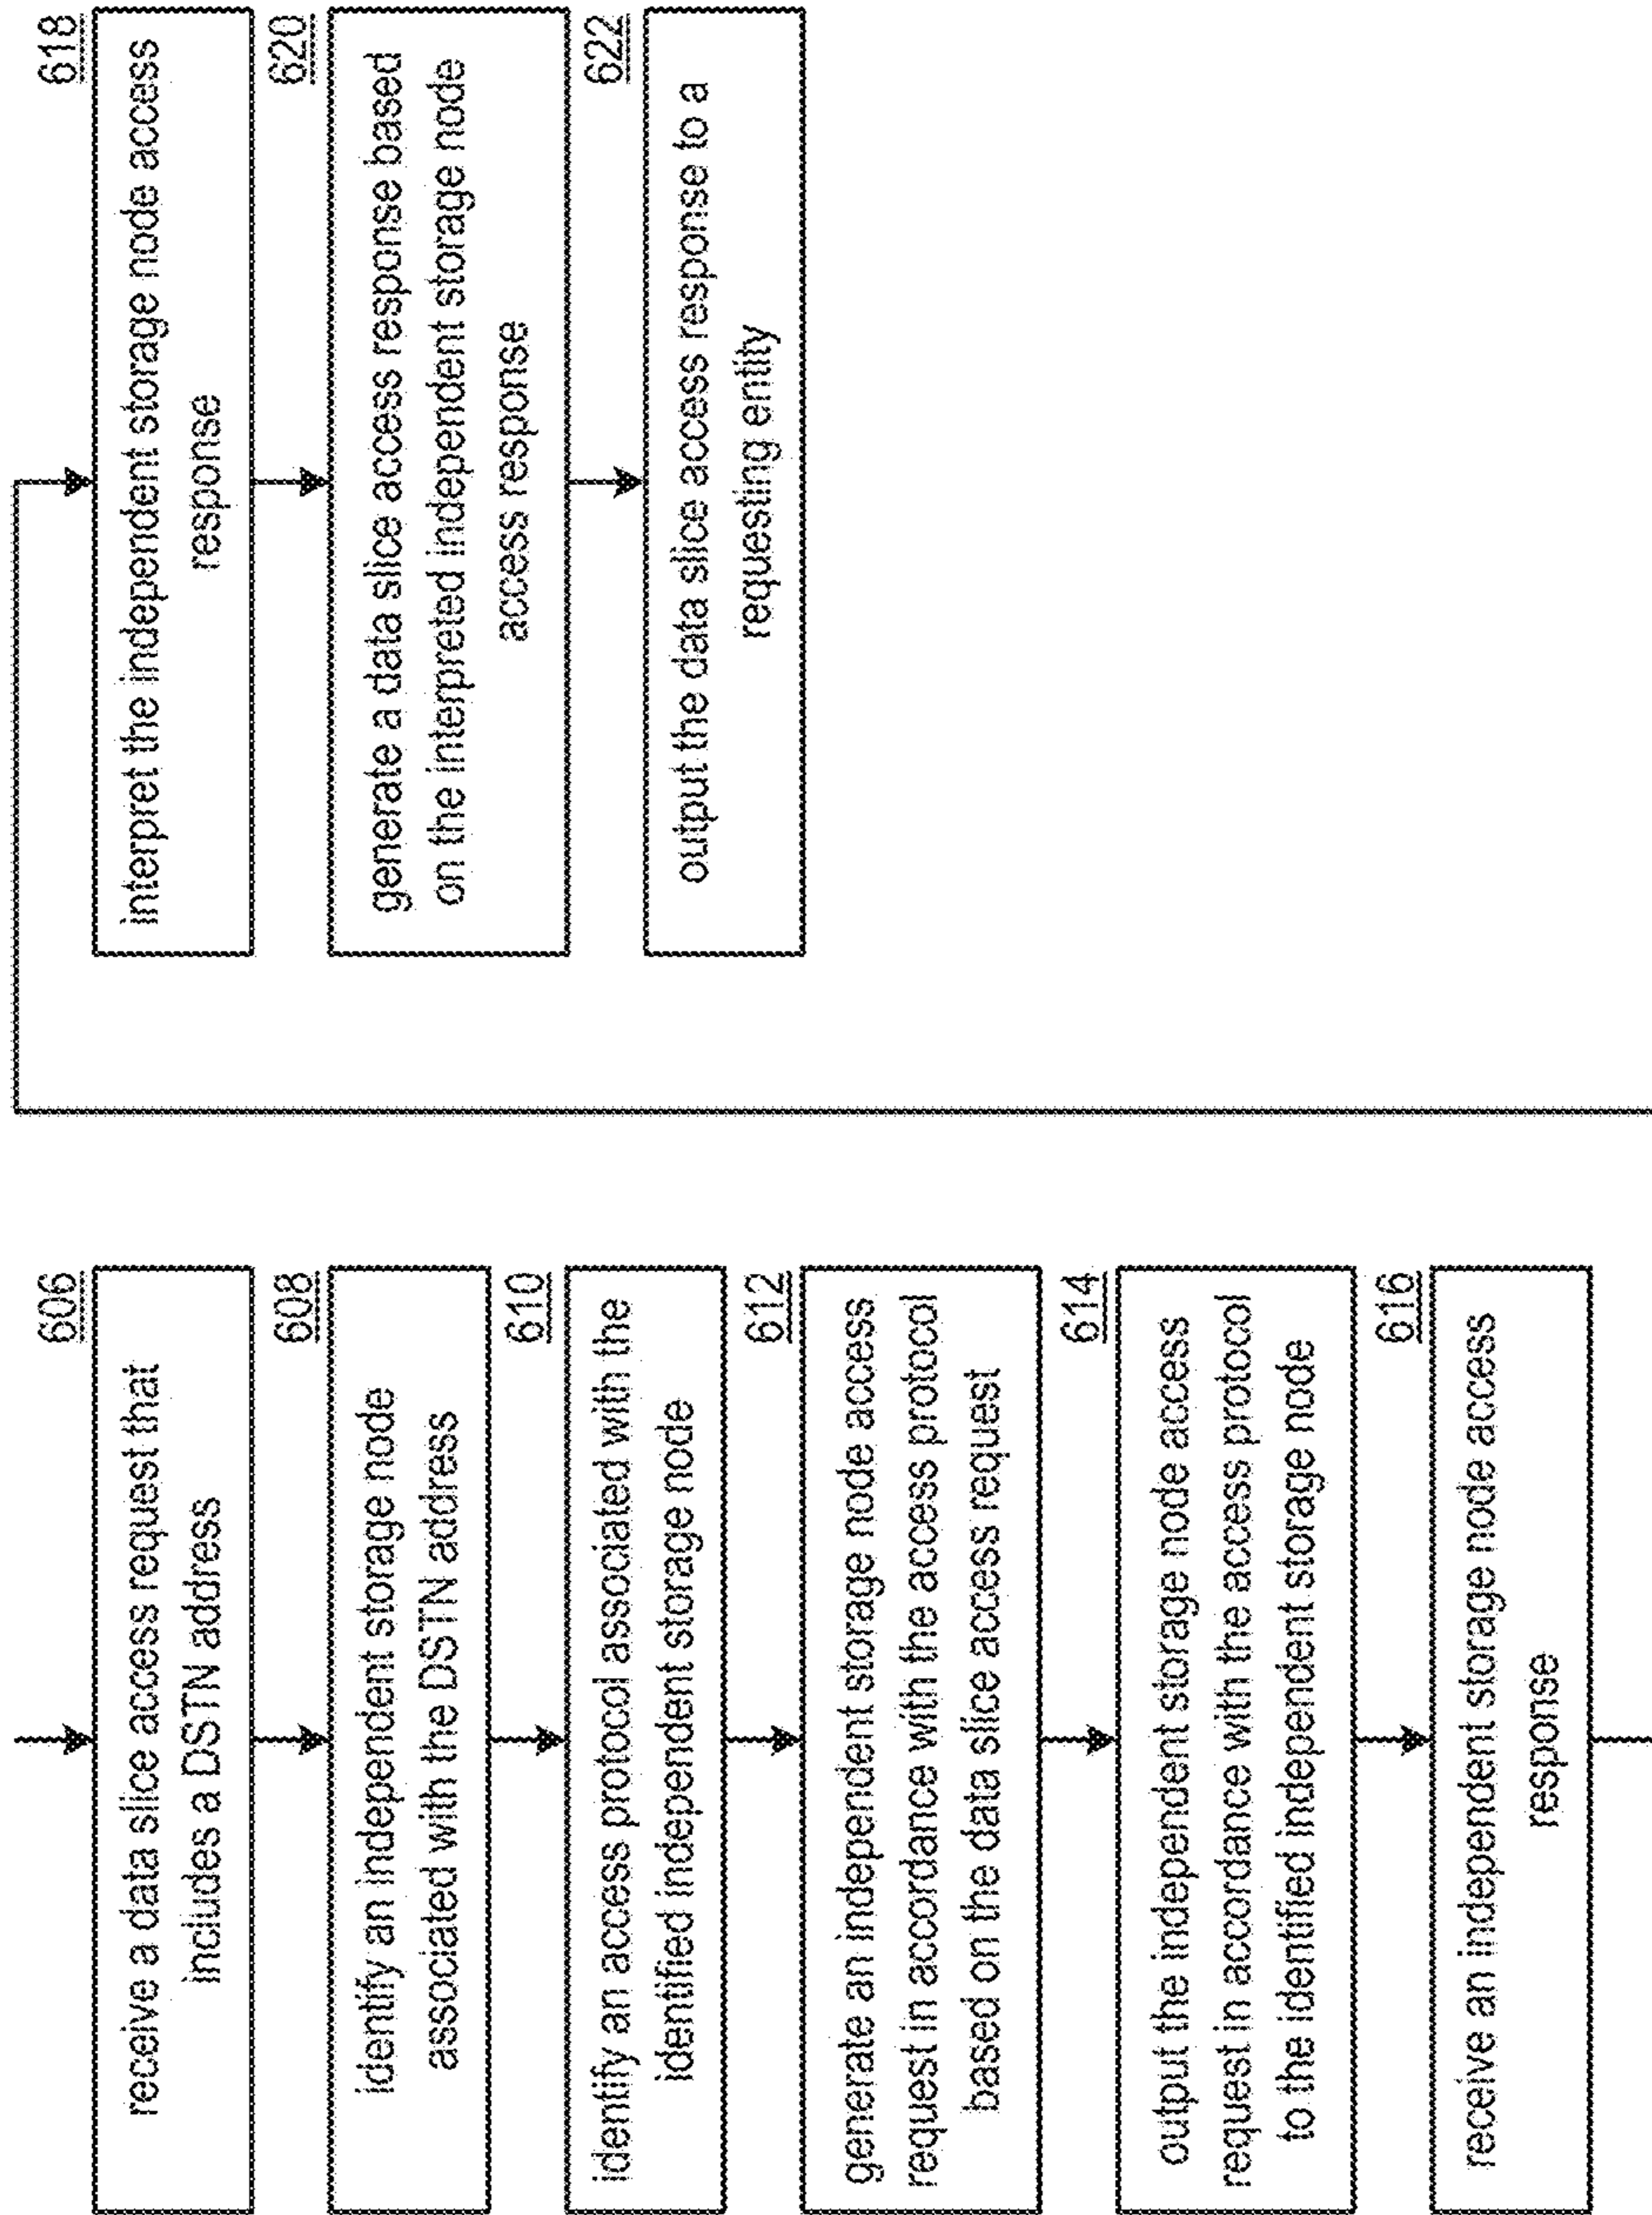 606
receive a data slice access request that
includes a DSTN address
608
identify an independent storage node
associated with the DSTN address
610
identify an access protocol associated with the
identified independent storage node
612
generate an independent storage node access
request in accordance with the access protocol
based on the data slice access request
614
output the independent storage node access
request in accordance with the access protocol
to the identified independent storage node
616
receive an independent storage node access
response
618
interpret the independent storage node access
response
620
generate a data slice access response based
on the interpreted independent storage node
access response
622
output the data slice access response to a
requesting entity